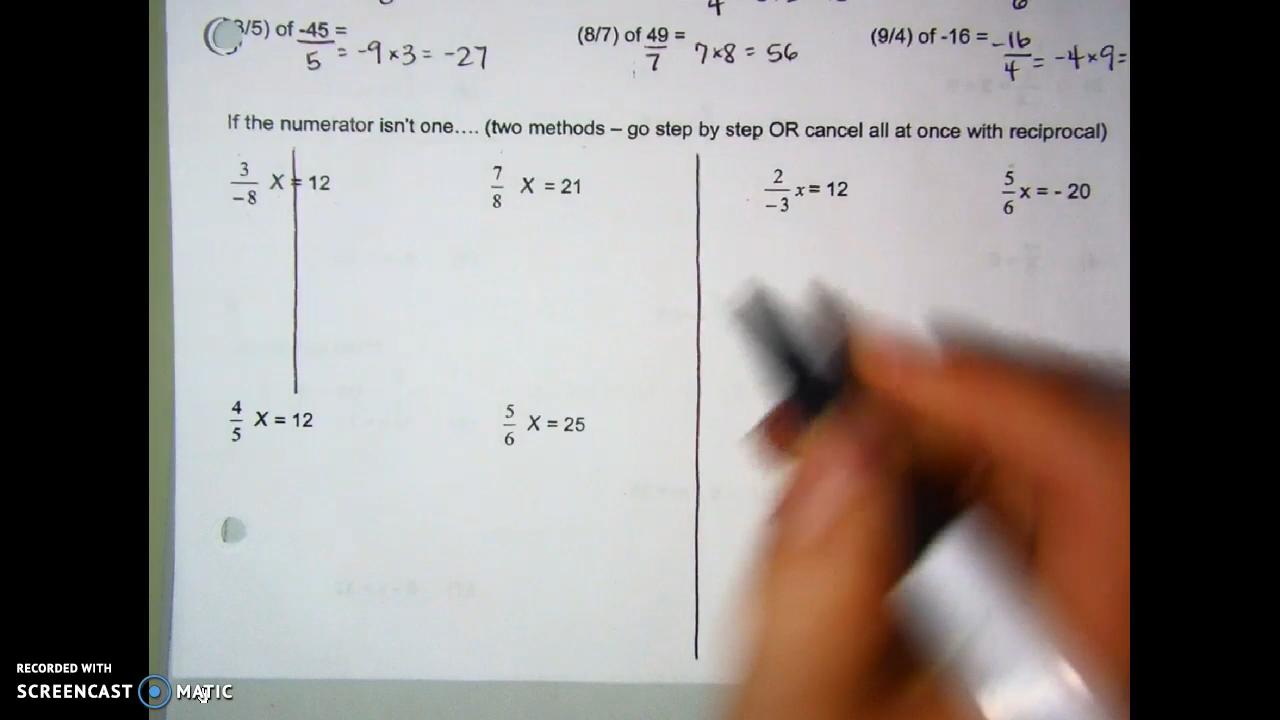 3/5) of -45 =
5 = -9 x 3 = -27
(8/7) of 49 =
7 7x8 = 56
(9/4) of -16 = -16
4 = -4 x 9 =
If the numerator isn't one.... (two methods – go step by step OR cancel all at once with reciprocal)
3/-8 X = 12
7/8 X = 21
2/-3 x = 12
5/6 x = - 20
4/5 X = 12
5/6 X = 25
RECORDED WITH
SCREENCAST MATIC